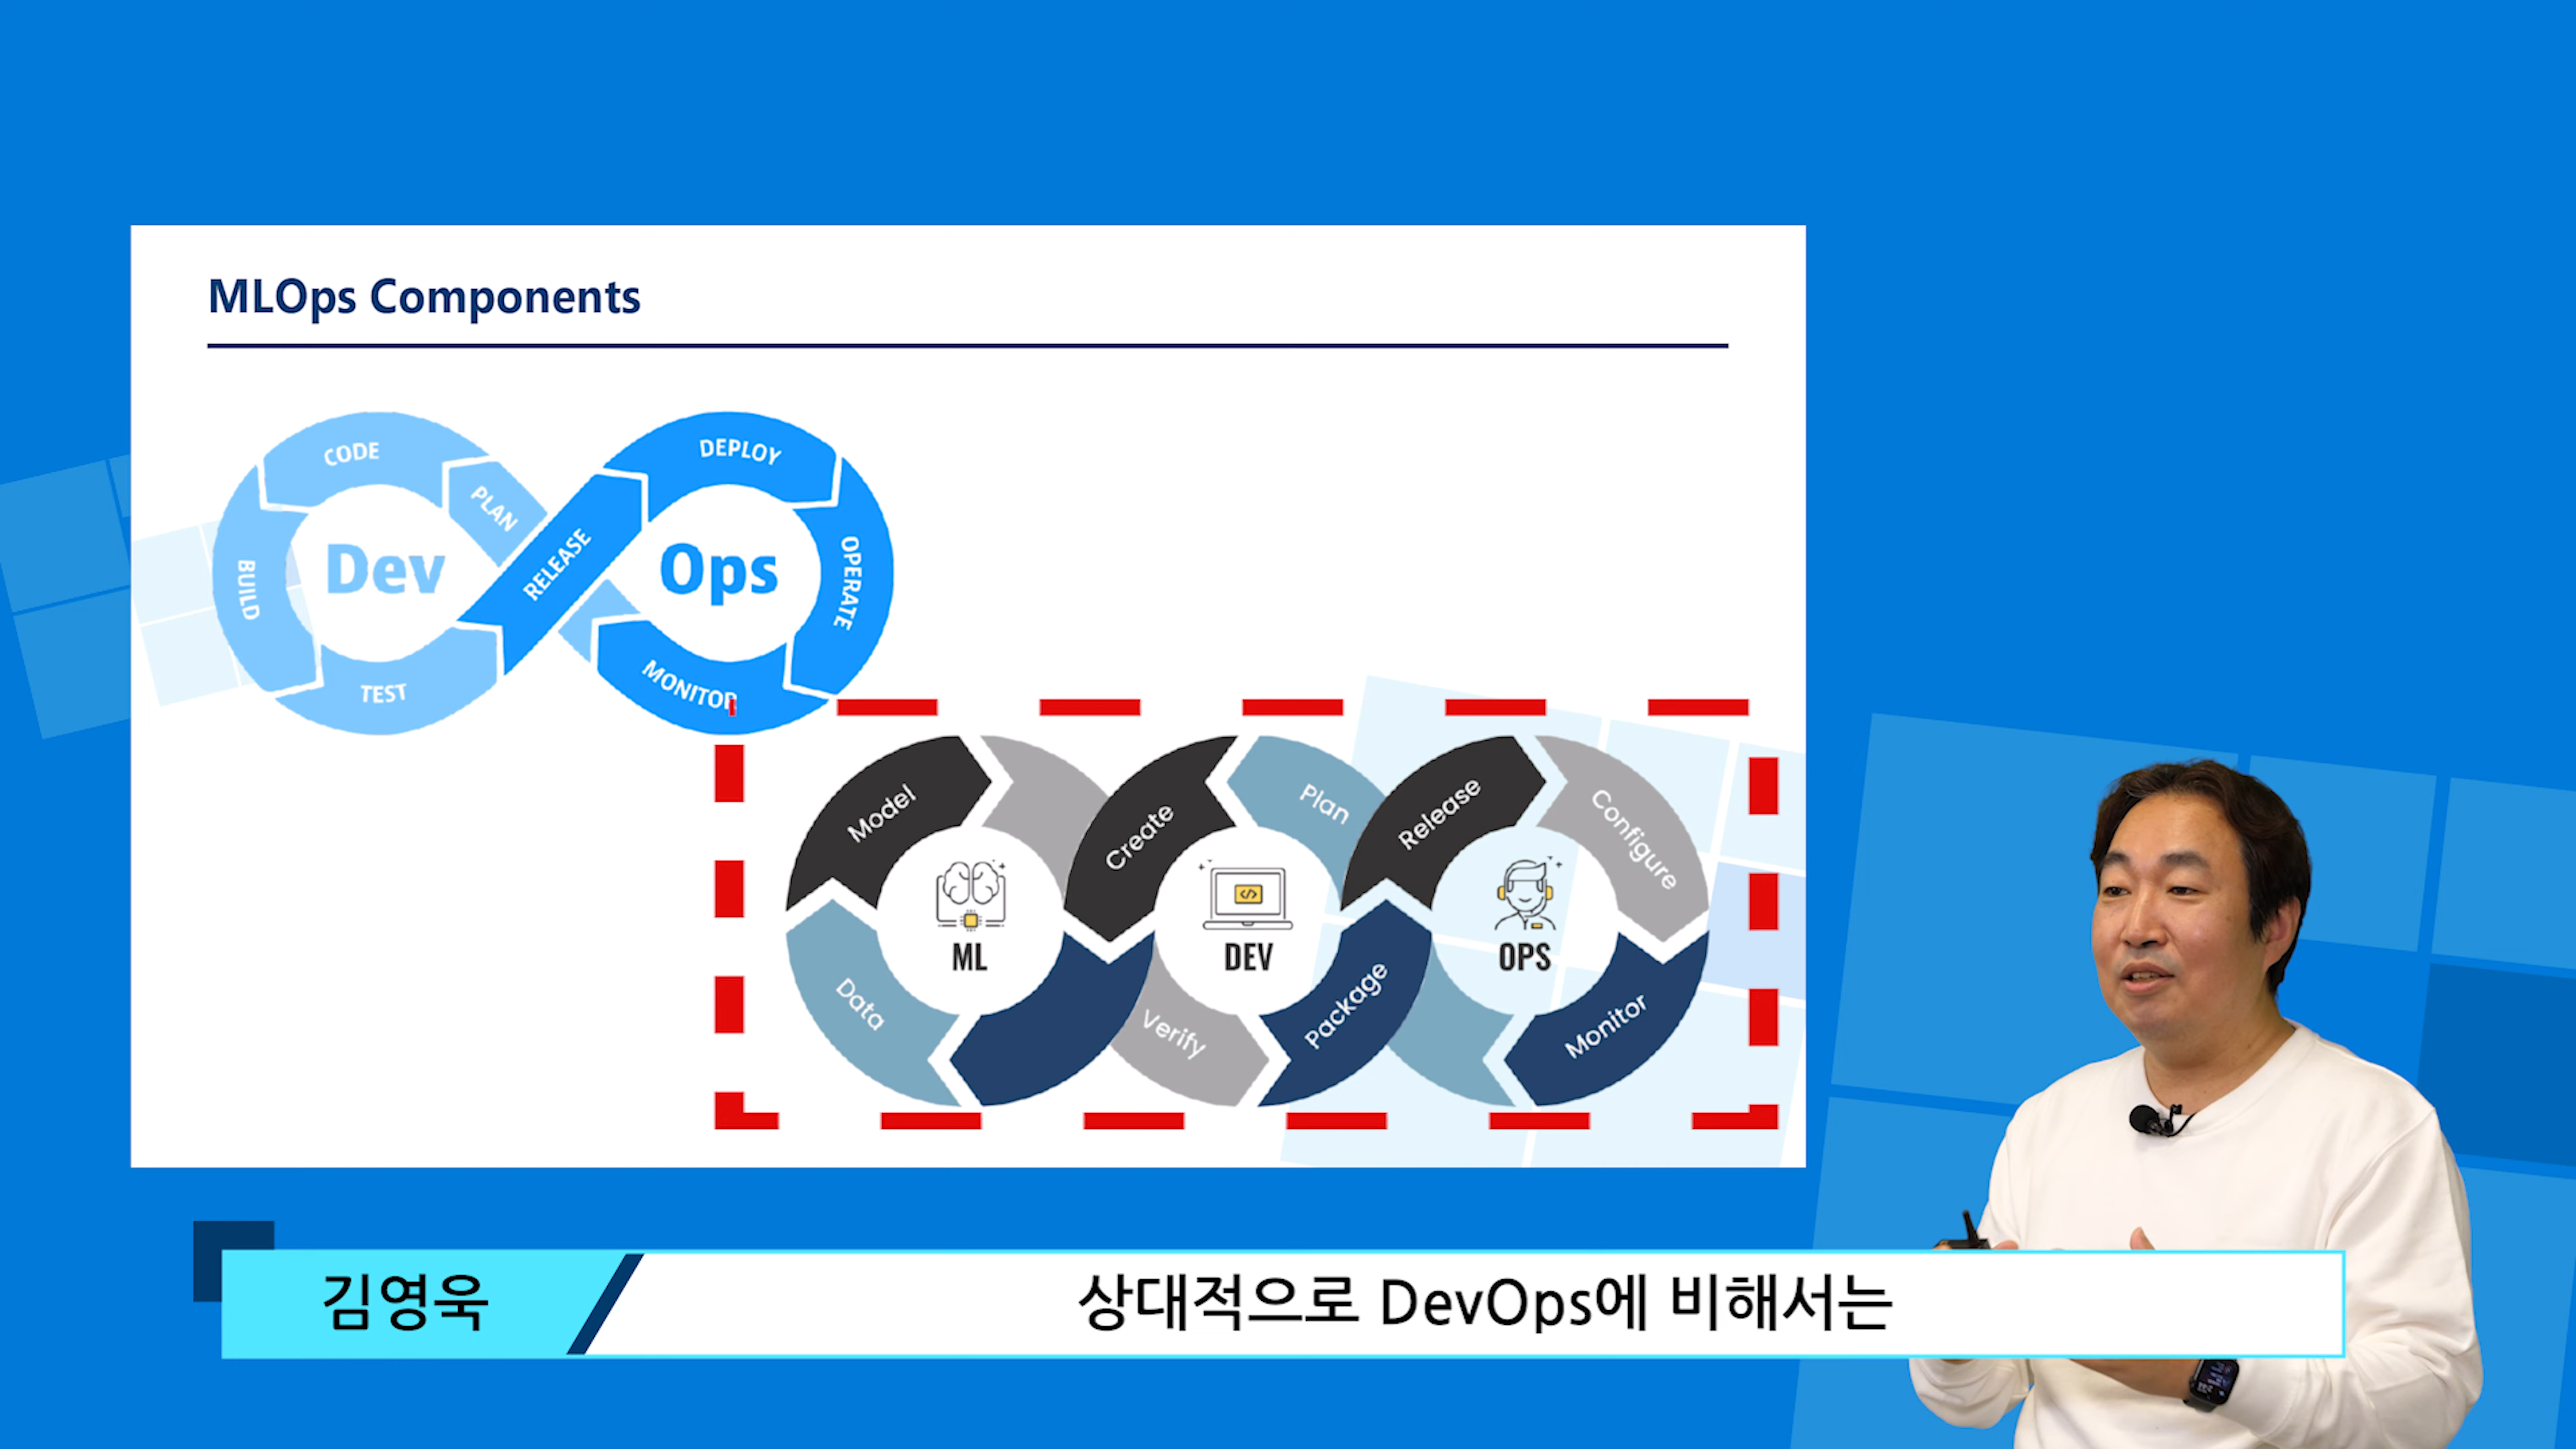 MLOps Components
CODE
PLAN
BUILD
Dev
TEST
RELEASE
DEPLOY
Ops
OPERATE
MONITOR
Model
Data
ML
Create
Plan
DEV
Verify
Package
Release
Configure
OPS
Monitor
김영욱
상대적으로 DevOps에 비해서는